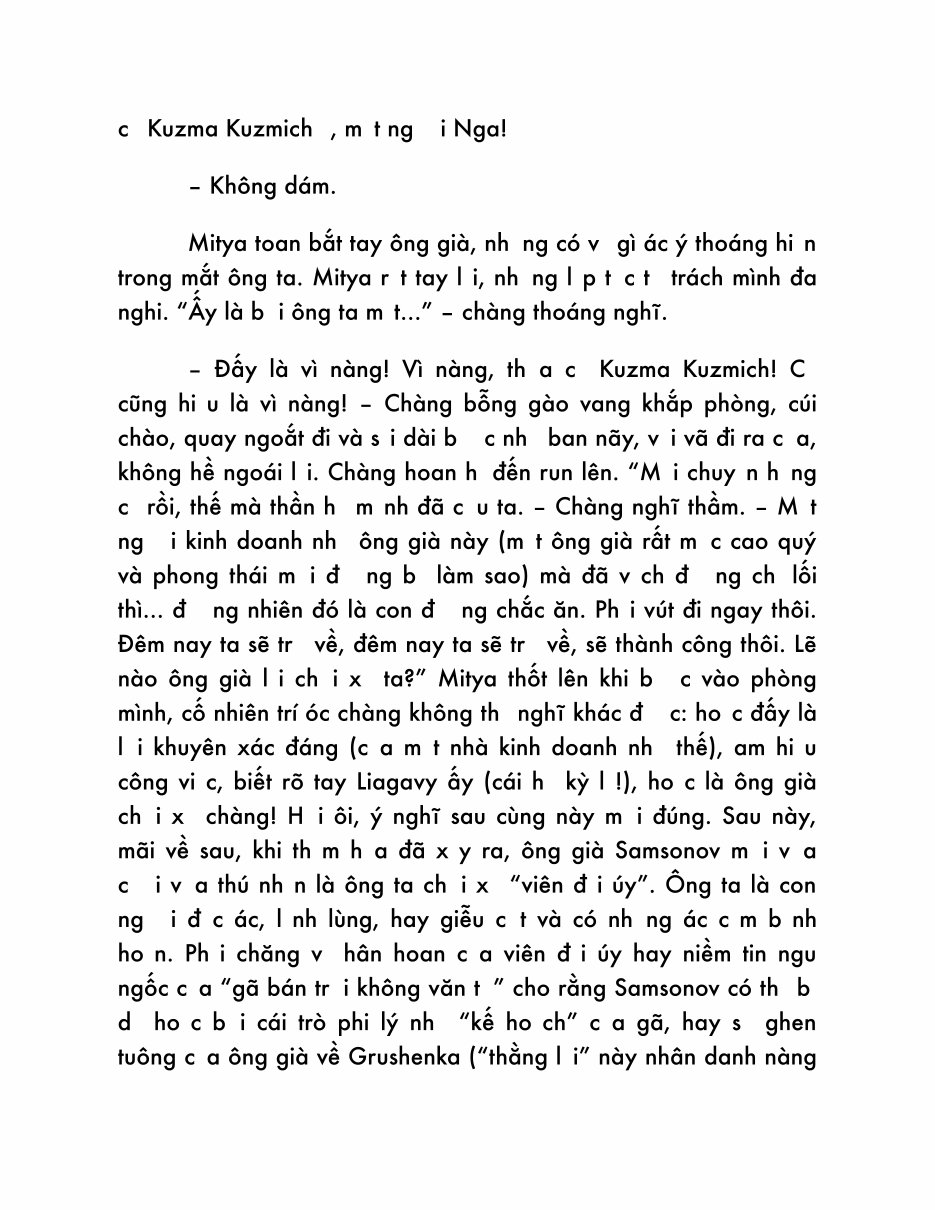 c Kuzma Kuzmich , m t ng i Nga!
– Không dám.
Mitya toan bắt tay ông già, nh ng có v gì ác ý thoáng hi n
trong mắt ông ta. Mitya r t tay l i, nh ng l p t c t trách mình đa
nghi. “Ấy là b i ông ta m t...” – chàng thoáng nghĩ.
– Đấy là vì nàng! Vì nàng, th a c Kuzma Kuzmich! C
cũng hi u là vì nàng! – Chàng bỗng gào vang khắp phòng, cúi
chào, quay ngoắt đi và s i dài b c nh ban nãy, v i vã đi ra c a,
không hề ngoái l i. Chàng hoan h đến run lên. “M i chuy n h ng
c rồi, thế mà thần h m nh đã c u ta. – Chàng nghĩ thầm. – M t
ng i kinh doanh nh ông già này (m t ông già rất m c cao quý
và phong thái m i đ ng b làm sao) mà đã v ch đ ng ch lối
thì... đ ng nhiên đó là con đ ng chắc ăn. Ph i vút đi ngay thôi.
Đêm nay ta sẽ tr về, đêm nay ta sẽ tr về, sẽ thành công thôi. Lẽ
nào ông già l i ch i x ta?” Mitya thốt lên khi b c vào phòng
mình, cố nhiên trí óc chàng không th nghĩ khác đ c: ho c đấy là
l i khuyên xác đáng (c a m t nhà kinh doanh nh thế), am hi u
công vi c, biết rõ tay Liagavy ấy (cái h kỳ l !), ho c là ông già
ch i x chàng! H i ôi, ý nghĩ sau cùng này m i đúng. Sau này,
mãi về sau, khi th m h a đã x y ra, ông già Samsonov m i v a
c i v a thú nh n là ông ta ch i x “viên đ i úy”. Ông ta là con
ng i đ c ác, l nh lùng, hay giễu c t và có nh ng ác c m b nh
ho n. Ph i chăng v hân hoan c a viên đ i úy hay niềm tin ngu
ngốc c a “gã bán tr i không văn t ” cho rằng Samsonov có th b
d ho c b i cái trò phi lý nh “kế ho ch” c a gã, hay s ghen
tuông c a ông già về Grushenka (“thằng l i” này nhân danh nàng